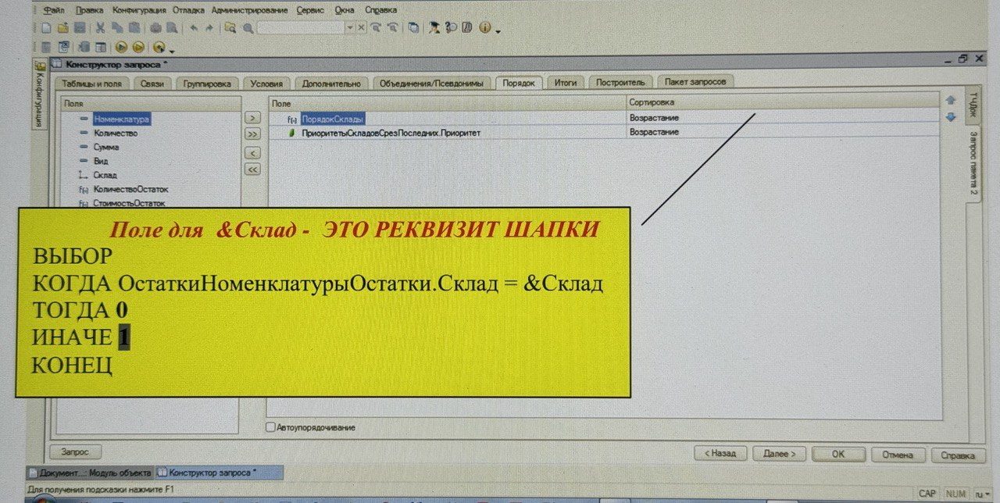 Файл Правка Конфигурация Отладка Администрирование Сервис Окна Справка
Конструктор запроса *
Конфигурация
Таблицы и поля Связи Группировка Условия Дополнительно Объединения/Псевдонимы Порядок Итоги Построитель Пакет запросов
Поля
Номенклатура
Количество
Сумма
Вид
Склад
КоличествоОстаток
СтоимостьОстаток
>
>>
<
<<
Поле Сортировка
ПорядокСклады Возрастание
ПриоритетыСкладовСрезПоследних.Приоритет Возрастание
ТЧДок
Запрос пакета 2
Поле для &Склад - ЭТО РЕКВИЗИТ ШАПКИ
ВЫБОР
КОГДА ОстаткиНоменклатурыОстатки.Склад = &Склад
ТОГДА 0
ИНАЧЕ 1
КОНЕЦ
Автоупорядочивание
Запрос < Назад Далее > ОК Отмена Справка
Документ...: Модуль объекта Конструктор запроса *
Для получения подсказки нажмите F1
CAP NUM ru